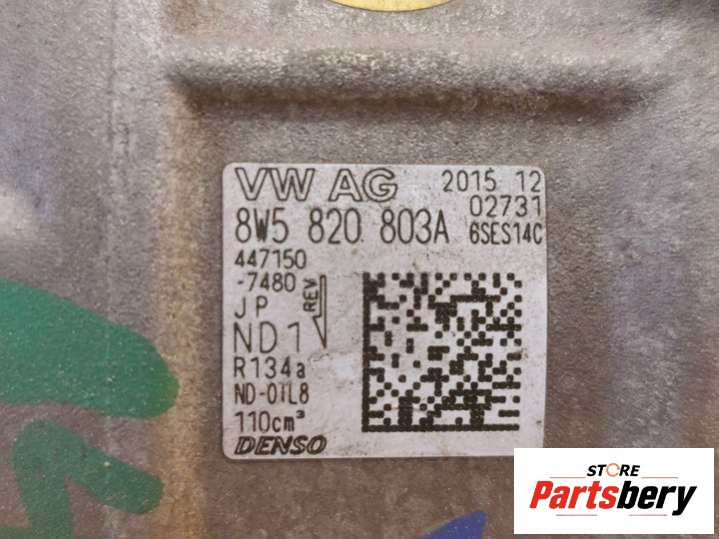 VW AG 2015 12
02731
8W5 820 803A 6SES14C
447150
-7480
JP
REV
ND1
R134a
ND-OIL8
110cm³
DENSO
STORE
Partsbery